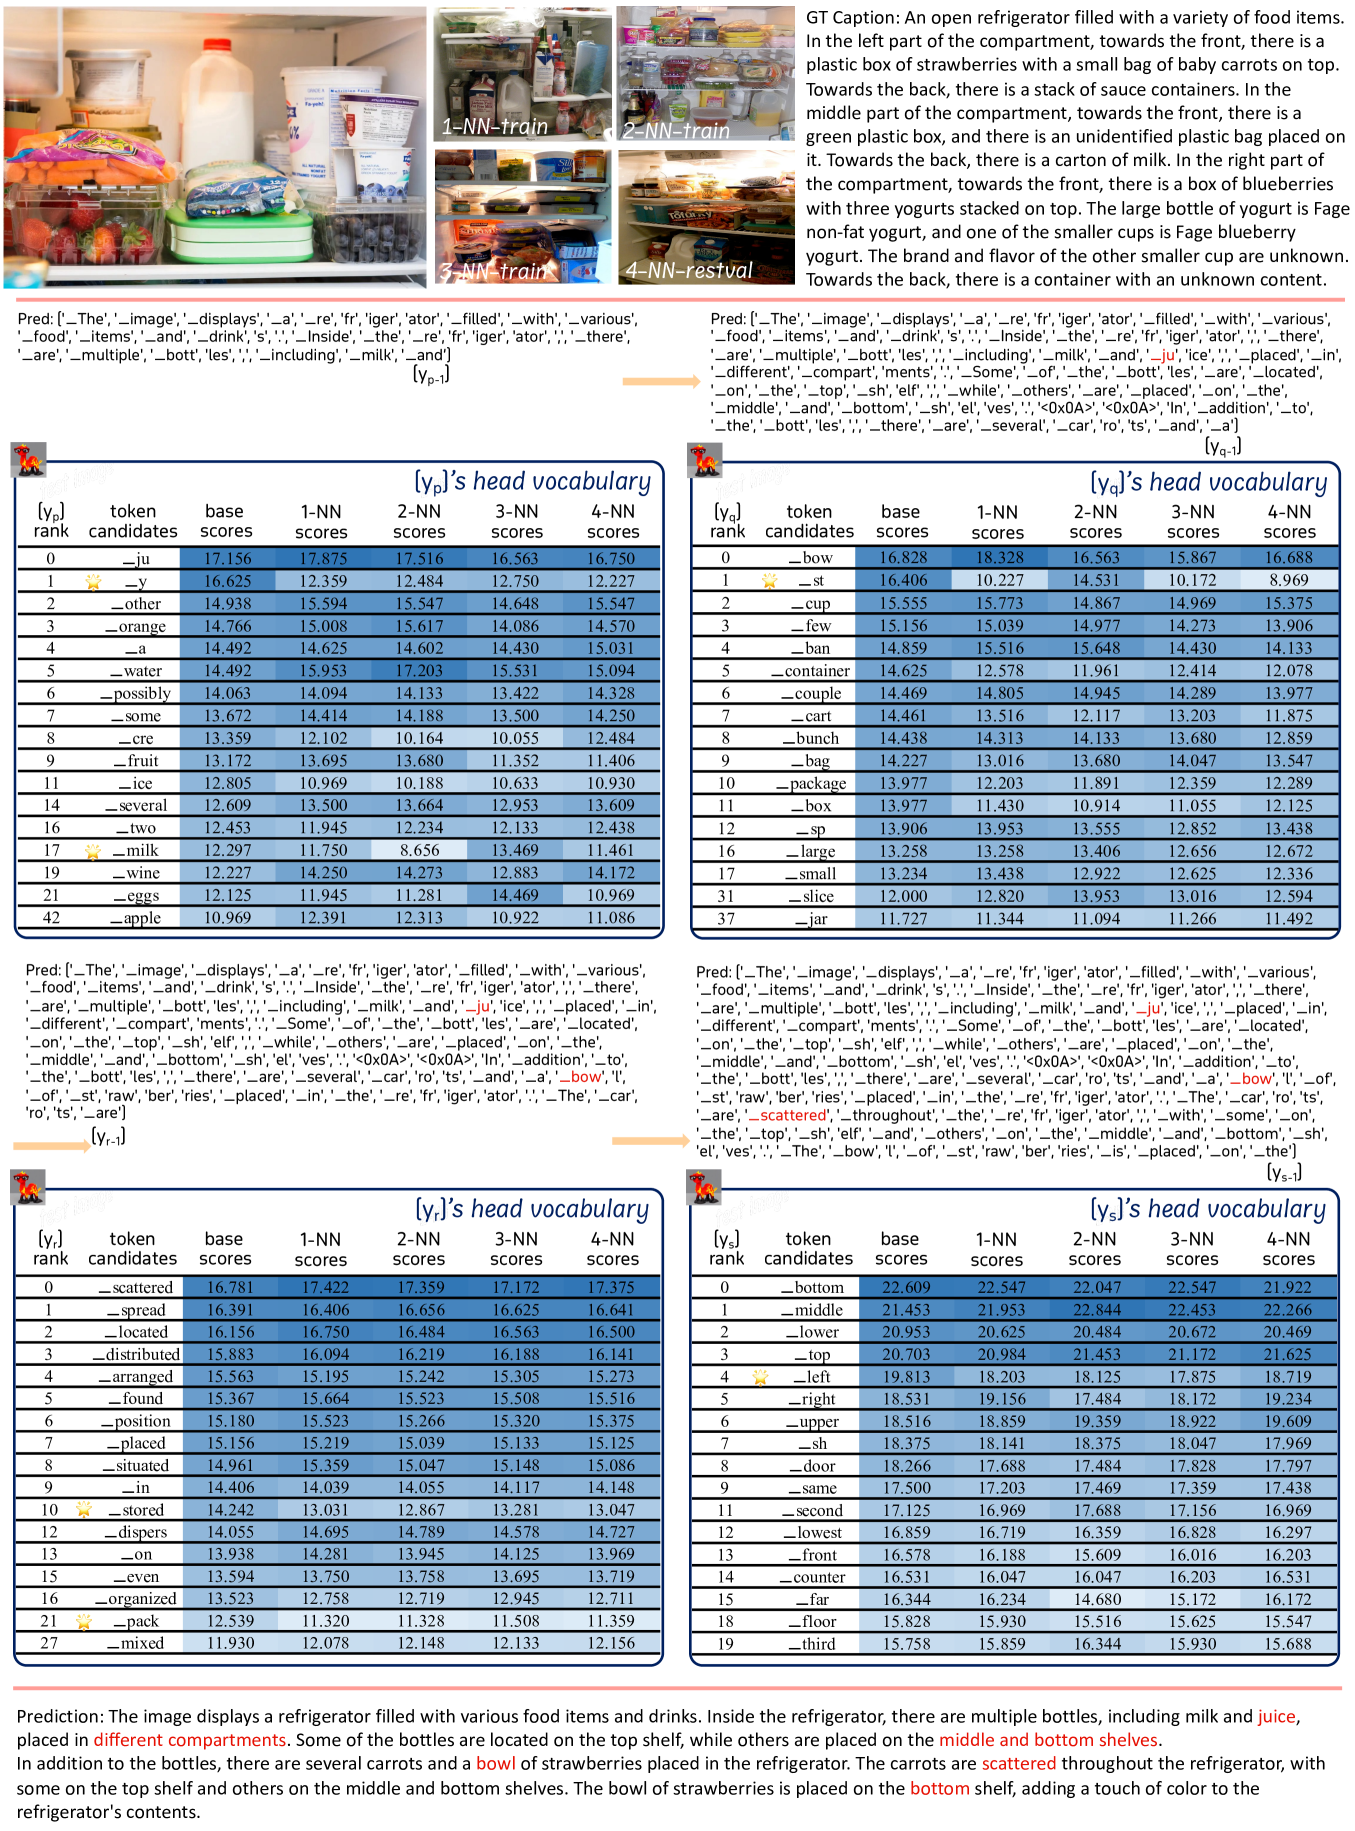 1-NN-train
2-NN-train
3-NN-train
4-NN-restval
GT Caption: An open refrigerator filled with a variety of food items.
In the left part of the compartment, towards the front, there is a
plastic box of strawberries with a small bag of baby carrots on top.
Towards the back, there is a stack of sauce containers. In the
middle part of the compartment, towards the front, there is a
green plastic box, and there is an unidentified plastic bag placed on
it. Towards the back, there is a carton of milk. In the right part of
the compartment, towards the front, there is a box of blueberries
with three yogurts stacked on top. The large bottle of yogurt is Fage
non-fat yogurt, and one of the smaller cups is Fage blueberry
yogurt. The brand and flavor of the other smaller cup are unknown.
Towards the back, there is a container with an unknown content.
Pred: ['_The', '_image', '_displays', '_a', '_re', 'fr', 'iger', 'ator', '_filled', '_with', '_various',
'_food', '_items', '_and', '_drink', 's', '.', '_Inside', '_the', '_re', 'fr', 'iger', 'ator', ',', '_there',
'_are', '_multiple', '_bott', 'les', ',', '_including', '_milk', '_and']
[y_p-1]
Pred: ['_The', '_image', '_displays', '_a', '_re', 'fr', 'iger', 'ator', '_filled', '_with', '_various',
'_food', '_items', '_and', '_drink', 's', '.', '_Inside', '_the', '_re', 'fr', 'iger', 'ator', ',', '_there',
'_are', '_multiple', '_bott', 'les', ',', '_including', '_milk', '_and', '_ju', 'ice', ',', '_placed', '_in',
'_different', '_compart', 'ments', '.', '_Some', '_of', '_the', '_bott', 'les', '_are', '_located',
'_on', '_the', '_top', '_sh', 'elf', ',', '_while', '_others', '_are', '_placed', '_on', '_the',
'_middle', '_and', '_bottom', '_sh', 'el', 'ves', '.', '<0x0A>', '<0x0A>', 'In', '_addition', '_to',
'_the', '_bott', 'les', ',', '_there', '_are', '_several', '_car', 'ro', 'ts', '_and', '_a']
[y_q-1]
[y_p]'s head vocabulary
[y_p] rank token candidates base scores 1-NN scores 2-NN scores 3-NN scores 4-NN scores
0 _ju 17.156 17.875 17.516 16.563 16.750
1 _y 16.625 12.359 12.484 12.750 12.227
2 _other 14.938 15.594 15.547 14.648 15.547
3 _orange 14.766 15.008 15.617 14.086 14.570
4 _a 14.492 14.625 14.602 14.430 15.031
5 _water 14.492 15.953 17.203 15.531 15.094
6 _possibly 14.063 14.094 14.133 13.422 14.328
7 _some 13.672 14.414 14.188 13.500 14.250
8 _cre 13.359 12.102 10.164 10.055 12.484
9 _fruit 13.172 13.695 13.680 11.352 11.406
11 _ice 12.805 10.969 10.188 10.633 10.930
14 _several 12.609 13.500 13.664 12.953 13.609
16 _two 12.453 11.945 12.234 12.133 12.438
17 _milk 12.297 11.750 8.656 13.469 11.461
19 _wine 12.227 14.250 14.273 12.883 14.172
21 _eggs 12.125 11.945 11.281 14.469 10.969
42 _apple 10.969 12.391 12.313 10.922 11.086
[y_q]'s head vocabulary
[y_q] rank token candidates base scores 1-NN scores 2-NN scores 3-NN scores 4-NN scores
0 _bow 16.828 18.328 16.563 15.867 16.688
1 _st 16.406 10.227 14.531 10.172 8.969
2 _cup 15.555 15.773 14.867 14.969 15.375
3 _few 15.156 15.039 14.977 14.273 13.906
4 _ban 14.859 15.516 15.648 14.430 14.133
5 _container 14.625 12.578 11.961 12.414 12.078
6 _couple 14.469 14.805 14.945 14.289 13.977
7 _cart 14.461 13.516 12.117 13.203 11.875
8 _bunch 14.438 14.313 14.133 13.680 12.859
9 _bag 14.227 13.016 13.680 14.047 13.547
10 _package 13.977 12.203 11.891 12.359 12.289
11 _box 13.977 11.430 10.914 11.055 12.125
12 _sp 13.906 13.953 13.555 12.852 13.438
16 _large 13.258 13.258 13.406 12.656 12.672
17 _small 13.234 13.438 12.922 12.625 12.336
31 _slice 12.000 12.820 13.953 13.016 12.594
37 _jar 11.727 11.344 11.094 11.266 11.492
Pred: ['_The', '_image', '_displays', '_a', '_re', 'fr', 'iger', 'ator', '_filled', '_with', '_various',
'_food', '_items', '_and', '_drink', 's', '.', '_Inside', '_the', '_re', 'fr', 'iger', 'ator', ',', '_there',
'_are', '_multiple', '_bott', 'les', ',', '_including', '_milk', '_and', '_ju', 'ice', ',', '_placed', '_in',
'_different', '_compart', 'ments', '.', '_Some', '_of', '_the', '_bott', 'les', '_are', '_located',
'_on', '_the', '_top', '_sh', 'elf', ',', '_while', '_others', '_are', '_placed', '_on', '_the',
'_middle', '_and', '_bottom', '_sh', 'el', 'ves', '.', '<0x0A>', '<0x0A>', 'In', '_addition', '_to',
'_the', '_bott', 'les', ',', '_there', '_are', '_several', '_car', 'ro', 'ts', '_and', '_a', '_bow', 'l',
'_of', '_st', 'raw', 'ber', 'ries', '_placed', '_in', '_the', '_re', 'fr', 'iger', 'ator', '.', '_The', '_car',
'ro', 'ts', '_are']
[y_r-1]
Pred: ['_The', '_image', '_displays', '_a', '_re', 'fr', 'iger', 'ator', '_filled', '_with', '_various',
'_food', '_items', '_and', '_drink', 's', '.', '_Inside', '_the', '_re', 'fr', 'iger', 'ator', ',', '_there',
'_are', '_multiple', '_bott', 'les', ',', '_including', '_milk', '_and', '_ju', 'ice', ',', '_placed', '_in',
'_different', '_compart', 'ments', '.', '_Some', '_of', '_the', '_bott', 'les', '_are', '_located',
'_on', '_the', '_top', '_sh', 'elf', ',', '_while', '_others', '_are', '_placed', '_on', '_the',
'_middle', '_and', '_bottom', '_sh', 'el', 'ves', '.', '<0x0A>', '<0x0A>', 'In', '_addition', '_to',
'_the', '_bott', 'les', ',', '_there', '_are', '_several', '_car', 'ro', 'ts', '_and', '_a', '_bow', 'l', '_of',
'_st', 'raw', 'ber', 'ries', '_placed', '_in', '_the', '_re', 'fr', 'iger', 'ator', '.', '_The', '_car', 'ro', 'ts',
'_are', '_scattered', '_throughout', '_the', '_re', 'fr', 'iger', 'ator', ',', '_with', '_some', '_on',
'_the', '_top', '_sh', 'elf', '_and', '_others', '_on', '_the', '_middle', '_and', '_bottom', '_sh',
'el', 'ves', '.', '_The', '_bow', 'l', '_of', '_st', 'raw', 'ber', 'ries', '_is', '_placed', '_on', '_the']
[y_s-1]
[y_r]'s head vocabulary
[y_r] rank token candidates base scores 1-NN scores 2-NN scores 3-NN scores 4-NN scores
0 _scattered 16.781 17.422 17.359 17.172 17.375
1 _spread 16.391 16.406 16.656 16.625 16.641
2 _located 16.156 16.750 16.484 16.563 16.500
3 _distributed 15.883 16.094 16.219 16.188 16.141
4 _arranged 15.563 15.195 15.242 15.305 15.273
5 _found 15.367 15.664 15.523 15.508 15.516
6 _position 15.180 15.523 15.266 15.320 15.375
7 _placed 15.156 15.219 15.039 15.133 15.125
8 _situated 14.961 15.359 15.047 15.148 15.086
9 _in 14.406 14.039 14.055 14.117 14.148
10 _stored 14.242 13.031 12.867 13.281 13.047
12 _dispers 14.055 14.695 14.789 14.578 14.727
13 _on 13.938 14.281 13.945 14.125 13.969
15 _even 13.594 13.750 13.758 13.695 13.719
16 _organized 13.523 12.758 12.719 12.945 12.711
21 _pack 12.539 11.320 11.328 11.508 11.359
27 _mixed 11.930 12.078 12.148 12.133 12.156
[y_s]'s head vocabulary
[y_s] rank token candidates base scores 1-NN scores 2-NN scores 3-NN scores 4-NN scores
0 _bottom 22.609 22.547 22.047 22.547 21.922
1 _middle 21.453 21.953 22.844 22.453 22.266
2 _lower 20.953 20.625 20.484 20.672 20.469
3 _top 20.703 20.984 21.453 21.172 21.625
4 _left 19.813 18.203 18.125 17.875 18.719
5 _right 18.531 19.156 17.484 18.172 19.234
6 _upper 18.516 18.859 19.359 18.922 19.609
7 _sh 18.375 18.141 18.375 18.047 17.969
8 _door 18.266 17.688 17.484 17.828 17.797
9 _same 17.500 17.203 17.469 17.359 17.438
11 _second 17.125 16.969 17.688 17.156 16.969
12 _lowest 16.859 16.719 16.359 16.828 16.297
13 _front 16.578 16.188 15.609 16.016 16.203
14 _counter 16.531 16.047 16.047 16.203 16.531
15 _far 16.344 16.234 14.680 15.172 16.172
18 _floor 15.828 15.930 15.516 15.625 15.547
19 _third 15.758 15.859 16.344 15.930 15.688
Prediction: The image displays a refrigerator filled with various food items and drinks. Inside the refrigerator, there are multiple bottles, including milk and juice,
placed in different compartments. Some of the bottles are located on the top shelf, while others are placed on the middle and bottom shelves.
In addition to the bottles, there are several carrots and a bowl of strawberries placed in the refrigerator. The carrots are scattered throughout the refrigerator, with
some on the top shelf and others on the middle and bottom shelves. The bowl of strawberries is placed on the bottom shelf, adding a touch of color to the
refrigerator's contents.